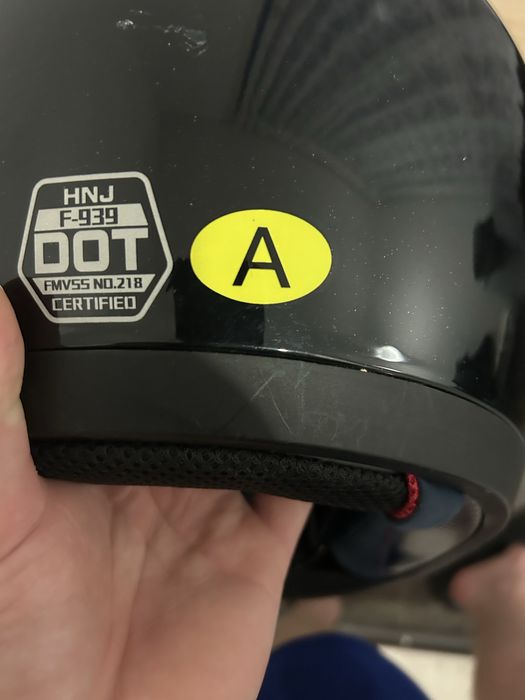 HNJ
F-939
DOT
FMVSS NO.218
CERTIFIED
A